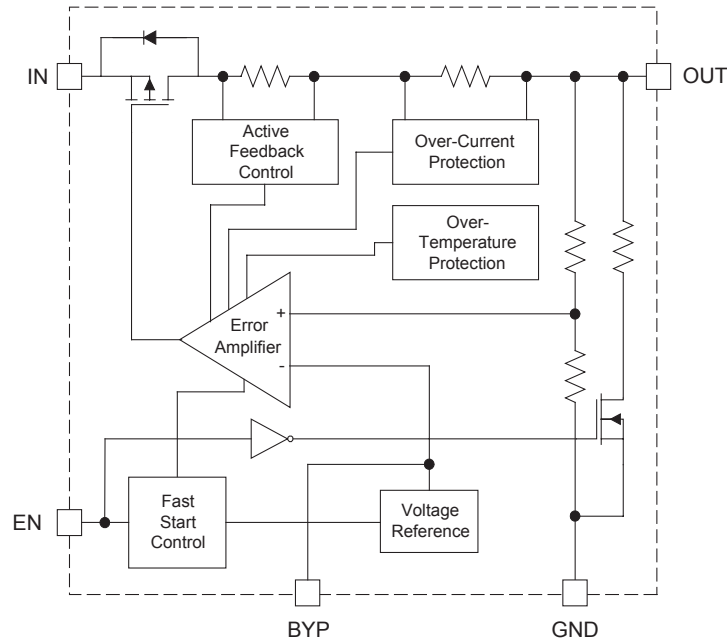 IN
OUT
Active
Feedback
Control
Over-Current
Protection
Over-
Temperature
Protection
+
Error
Amplifier
-
EN
Fast
Start
Control
Voltage
Reference
BYP
GND